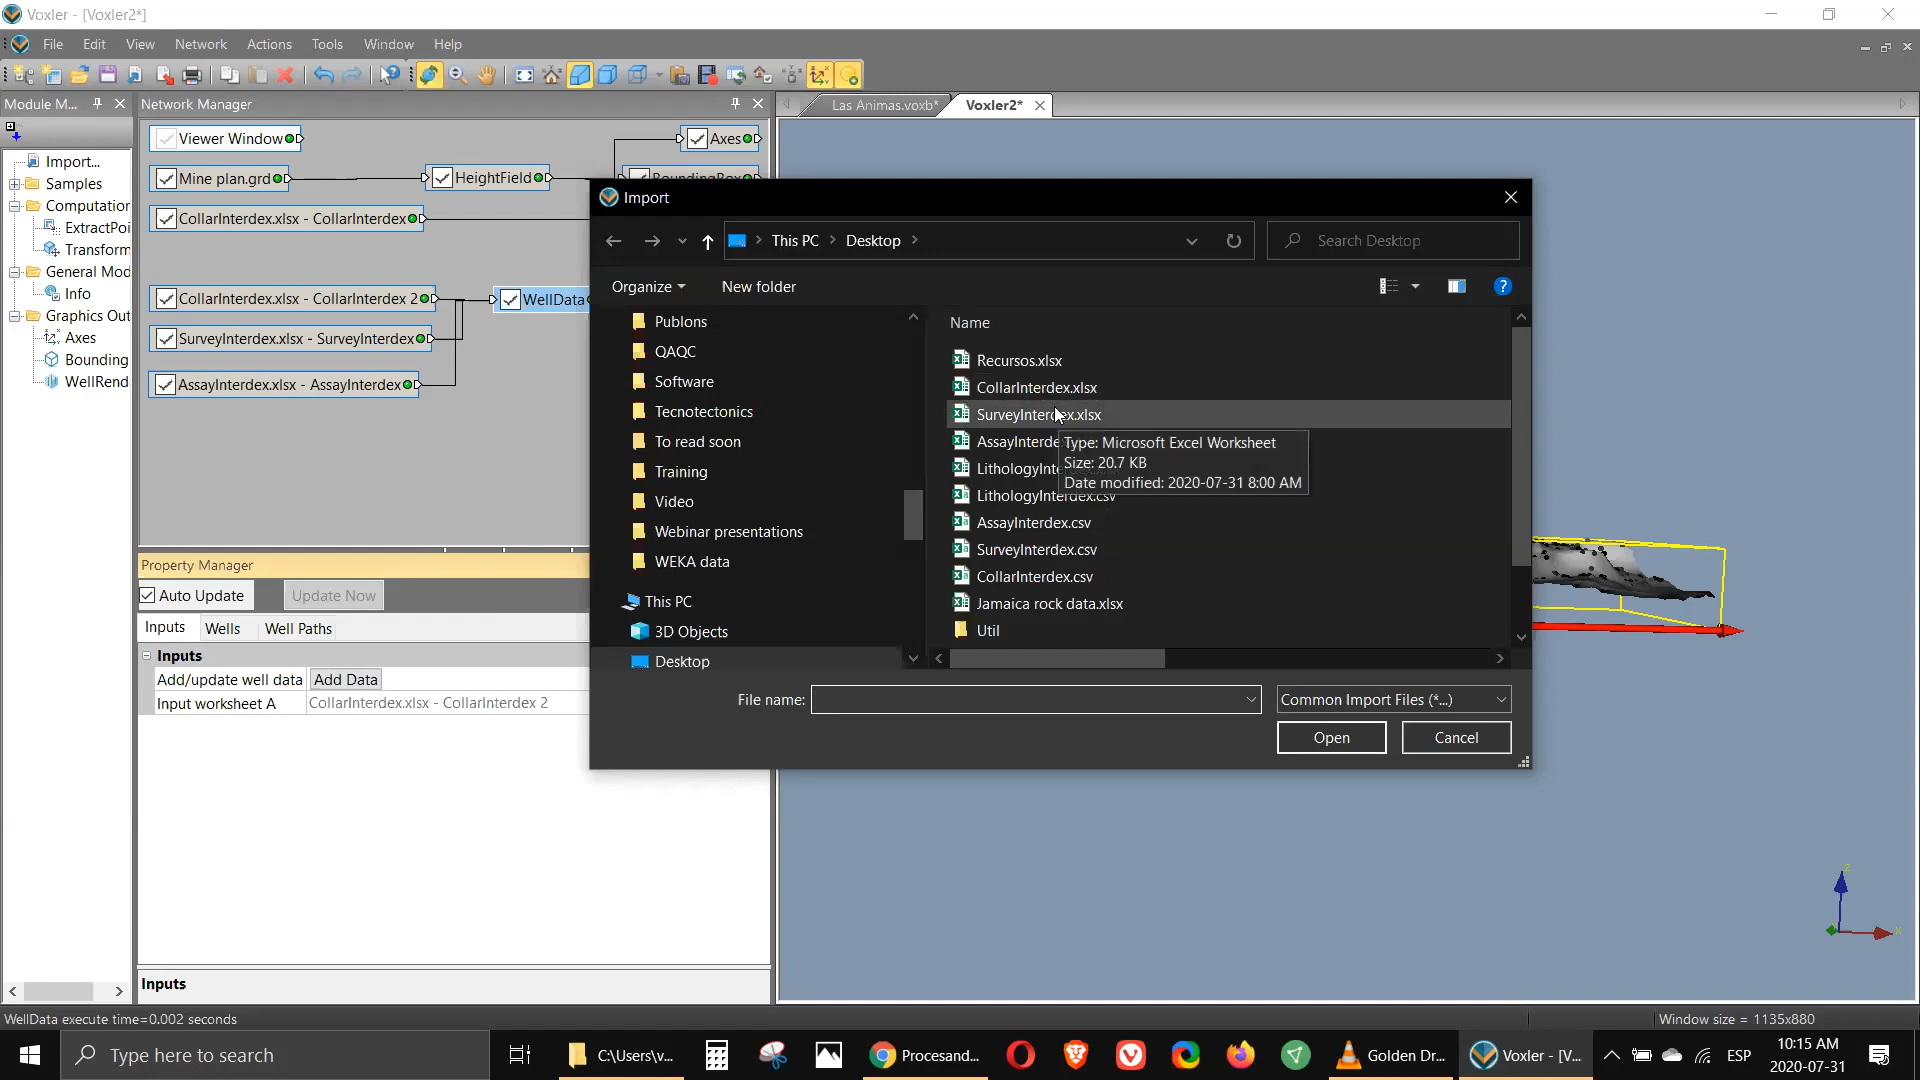 Voxler - [Voxler2*]
File Edit View Network Actions Tools Window Help
Module M...
Network Manager
Las Animas.voxb*
Voxler2*
Import...
Samples
Computation
ExtractPoi
Transform
General Mod
Info
Graphics Out
Axes
Bounding
WellRend
Viewer Window
Axes
Mine plan.grd
HeightField
BoundingBox
CollarInterdex.xlsx - CollarInterdex
CollarInterdex.xlsx - CollarInterdex 2
WellData
SurveyInterdex.xlsx - SurveyInterdex
AssayInterdex.xlsx - AssayInterdex
Property Manager
Auto Update
Update Now
Inputs Wells Well Paths
Inputs
Add/update well data Add Data
Input worksheet A CollarInterdex.xlsx - CollarInterdex 2
Inputs
Import
This PC Desktop
Search Desktop
Organize New folder
Publons
QAQC
Software
Tecnotectonics
To read soon
Training
Video
Webinar presentations
WEKA data
This PC
3D Objects
Desktop
Name
Recursos.xlsx
CollarInterdex.xlsx
SurveyInterdex.xlsx
AssayInterde
LithologyInte
LithologyInterdex.csv
AssayInterdex.csv
SurveyInterdex.csv
CollarInterdex.csv
Jamaica rock data.xlsx
Util
Type: Microsoft Excel Worksheet
Size: 20.7 KB
Date modified: 2020-07-31 8:00 AM
File name:
Common Import Files (*...)
Open
Cancel
WellData execute time=0.002 seconds
Window size = 1135x880
Type here to search
C:\Users\v...
Procesand...
Golden Dr...
Voxler - [V...
ESP
10:15 AM
2020-07-31